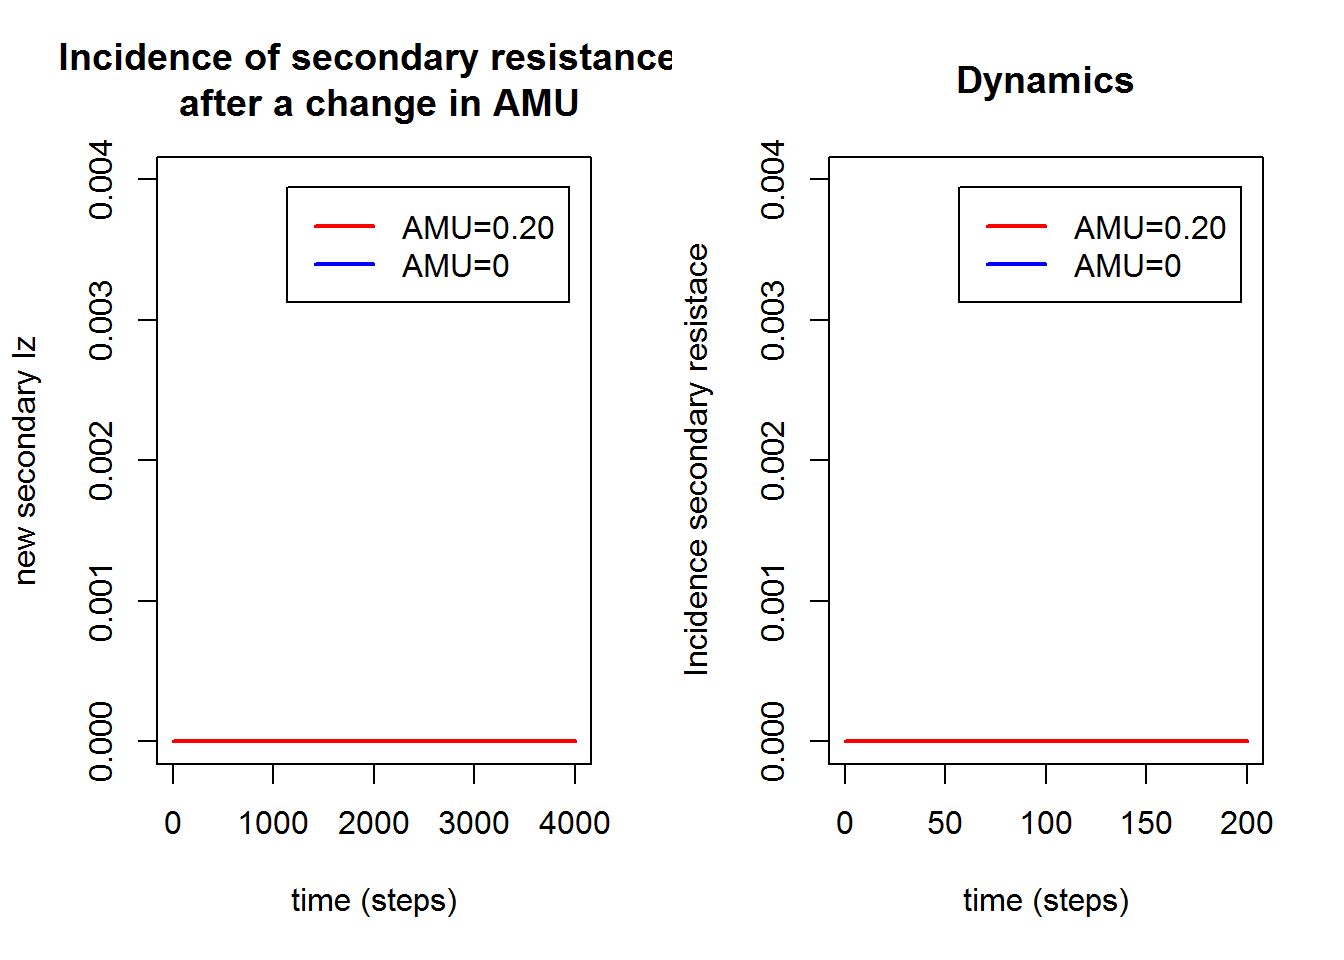 Incidence of secondary resistance
after a change in AMU
0.004
0.003
0.002
0.001
0.000
new secondary Iz
AMU=0.20
AMU=0
0 1000 2000 3000 4000
time (steps)
Dynamics
0.004
0.003
0.002
0.001
0.000
Incidence secondary resistace
AMU=0.20
AMU=0
0 50 100 150 200
time (steps)